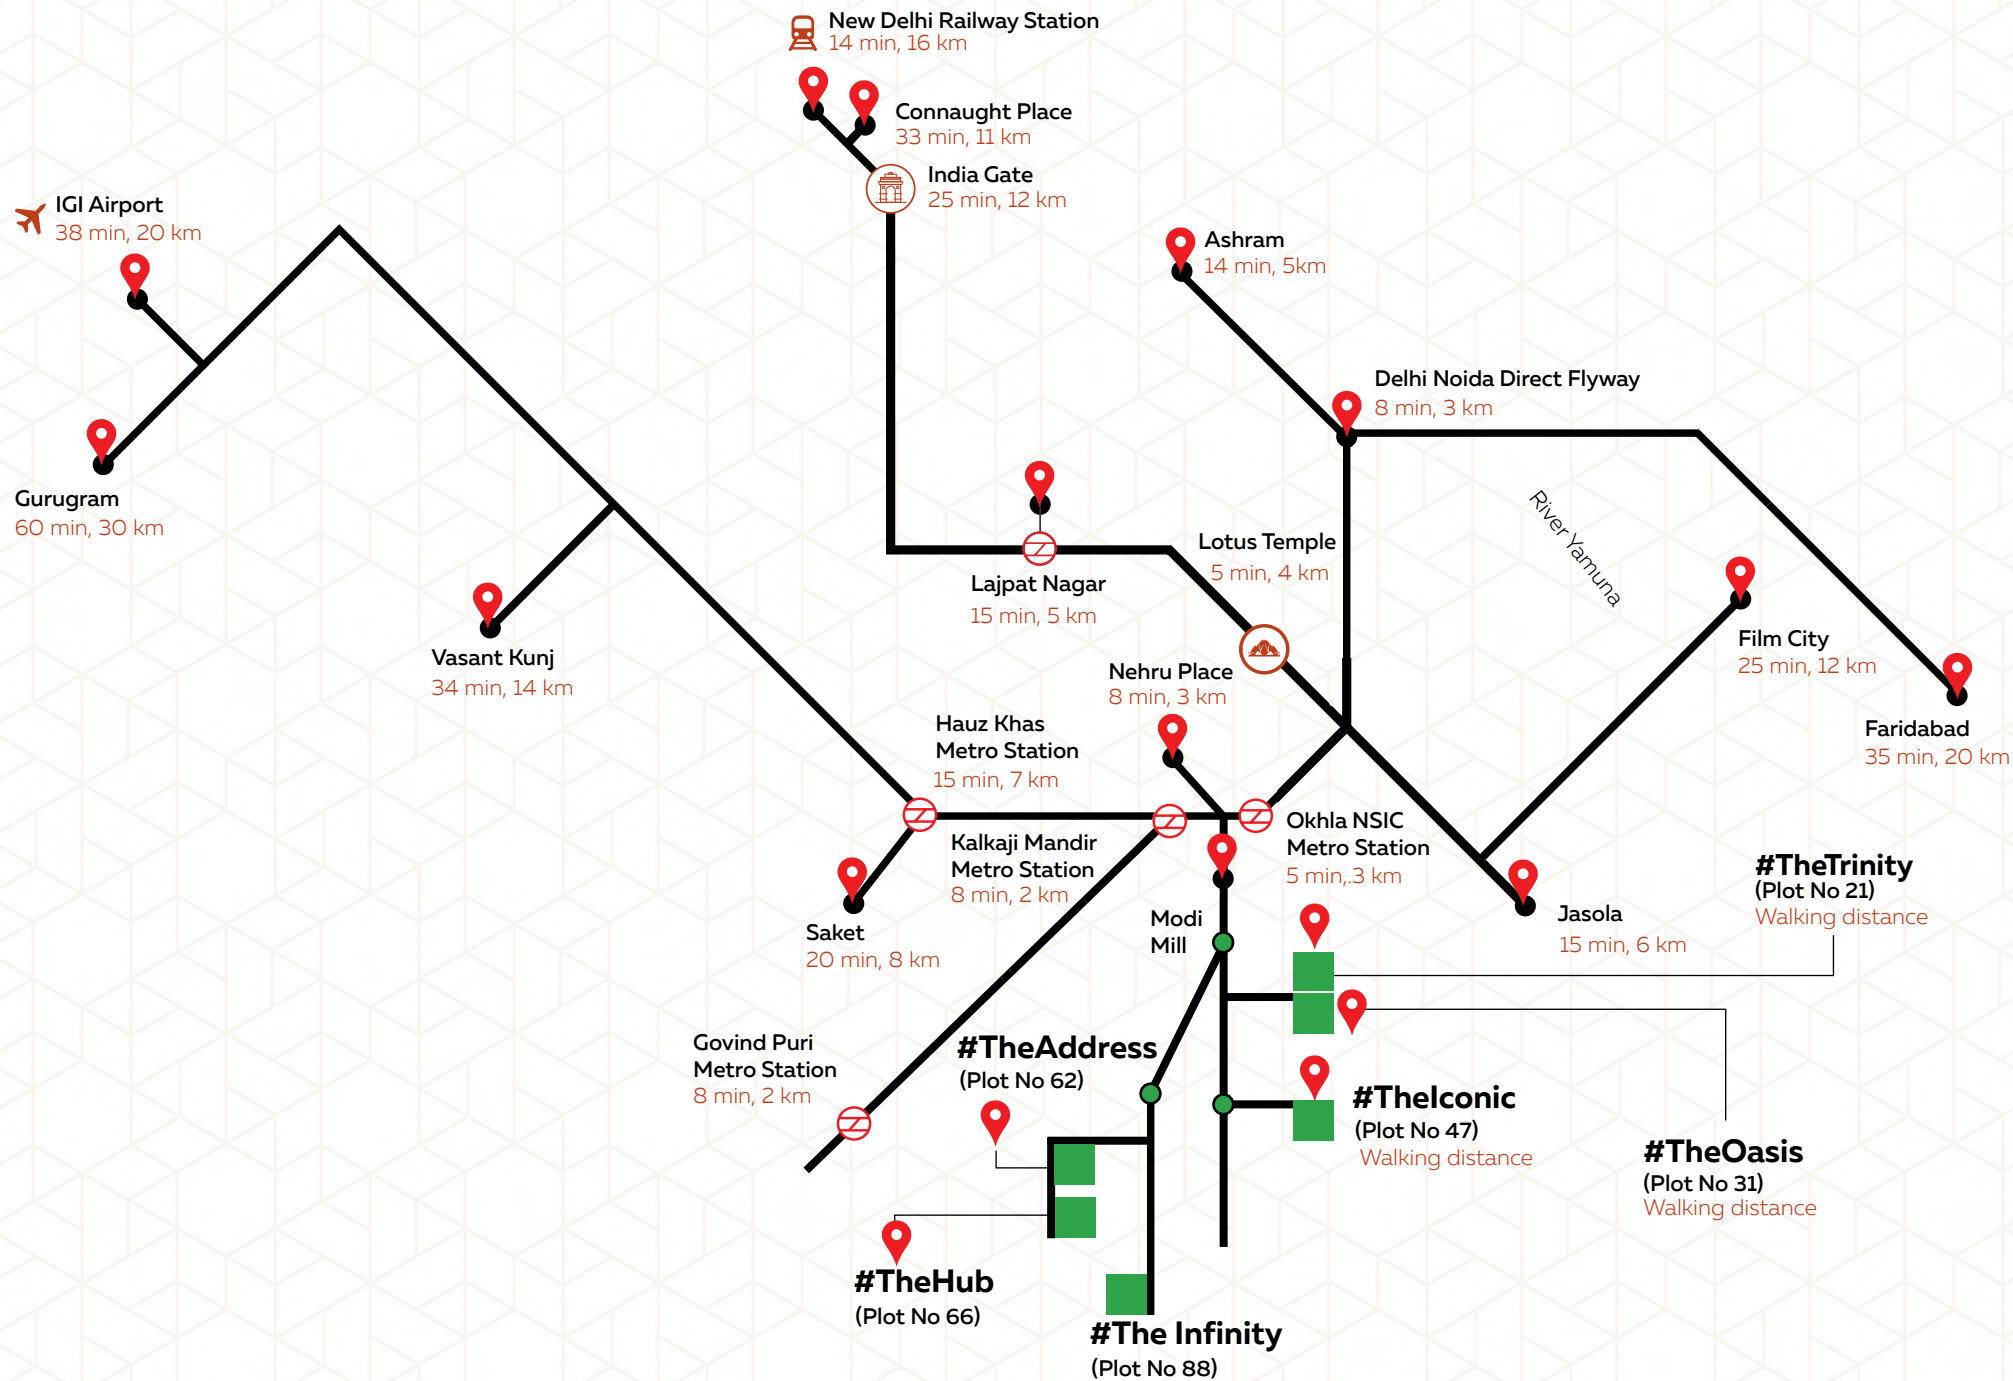 New Delhi Railway Station
14 min, 16 km
Connaught Place
33 min, 11 km
India Gate
25 min, 12 km
IGI Airport
38 min, 20 km
Ashram
14 min, 5km
Delhi Noida Direct Flyway
8 min, 3 km
Gurugram
60 min, 30 km
River Yamuna
Lotus Temple
5 min, 4 km
Lajpat Nagar
15 min, 5 km
Film City
25 min, 12 km
Vasant Kunj
34 min, 14 km
Nehru Place
8 min, 3 km
Faridabad
35 min, 20 km
Hauz Khas
Metro Station
15 min, 7 km
Kalkaji Mandir
Metro Station
8 min, 2 km
Okhla NSIC
Metro Station
5 min,.3 km
#TheTrinity
(Plot No 21)
Walking distance
Saket
20 min, 8 km
Modi
Mill
Jasola
15 min, 6 km
Govind Puri
Metro Station
8 min, 2 km
#TheAddress
(Plot No 62)
#TheIconic
(Plot No 47)
Walking distance
#TheOasis
(Plot No 31)
Walking distance
#TheHub
(Plot No 66)
#The Infinity
(Plot No 88)